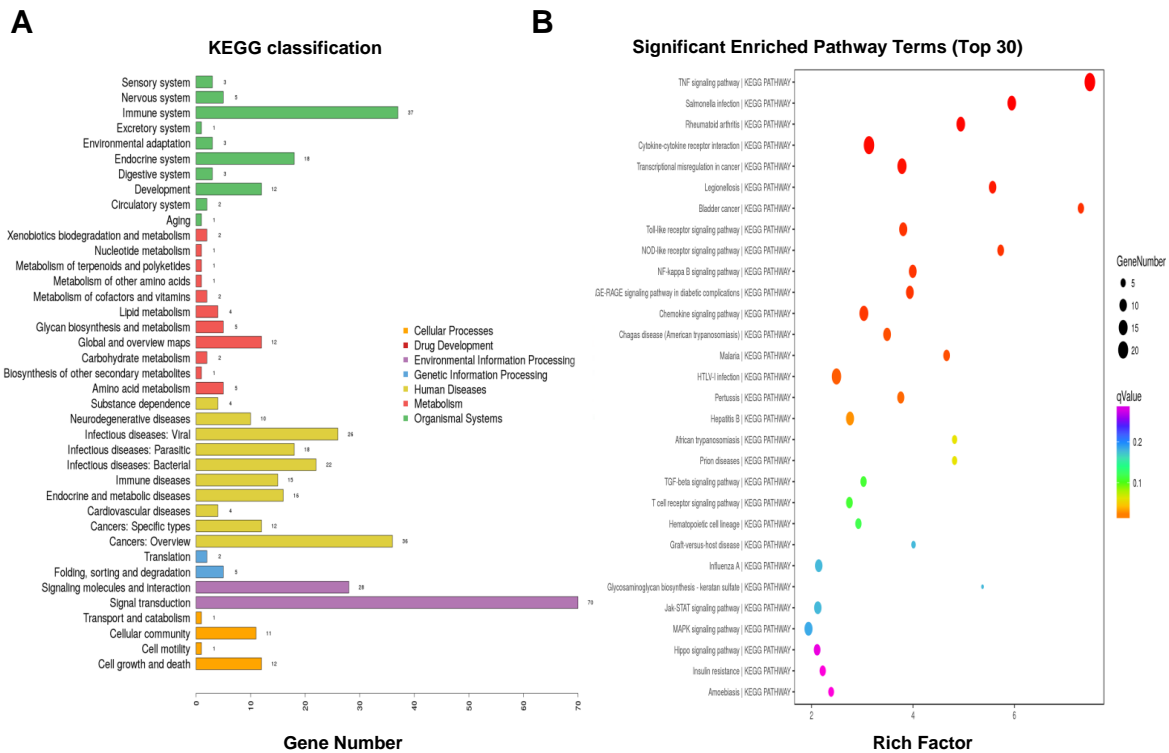 A
KEGG classification
Sensory system 3
Nervous system 5
Immune system 37
Excretory system 1
Environmental adaptation 3
Endocrine system 18
Digestive system 3
Development 12
Circulatory system 2
Aging 1
Xenobiotics biodegradation and metabolism 2
Nucleotide metabolism 1
Metabolism of terpenoids and polyketides 1
Metabolism of other amino acids 1
Metabolism of cofactors and vitamins 2
Lipid metabolism 4
Glycan biosynthesis and metabolism 5
Global and overview maps 12
Carbohydrate metabolism 2
Biosynthesis of other secondary metabolites 1
Amino acid metabolism 5
Substance dependence 4
Neurodegenerative diseases 10
Infectious diseases: Viral 26
Infectious diseases: Parasitic 18
Infectious diseases: Bacterial 22
Immune diseases 15
Endocrine and metabolic diseases 16
Cardiovascular diseases 4
Cancers: Specific types 12
Cancers: Overview 36
Translation 2
Folding, sorting and degradation 5
Signaling molecules and interaction 28
Signal transduction 70
Transport and catabolism 1
Cellular community 11
Cell motility 1
Cell growth and death 12
Cellular Processes
Drug Development
Environmental Information Processing
Genetic Information Processing
Human Diseases
Metabolism
Organismal Systems
0 10 20 30 40 50 60 70
Gene Number
B
Significant Enriched Pathway Terms (Top 30)
TNF signaling pathway | KEGG PATHWAY
Salmonella infection | KEGG PATHWAY
Rheumatoid arthritis | KEGG PATHWAY
Cytokine-cytokine receptor interaction | KEGG PATHWAY
Transcriptional misregulation in cancer | KEGG PATHWAY
Legionellosis | KEGG PATHWAY
Bladder cancer | KEGG PATHWAY
Toll-like receptor signaling pathway | KEGG PATHWAY
NOD-like receptor signaling pathway | KEGG PATHWAY
NF-kappa B signaling pathway | KEGG PATHWAY
GE-RAGE signaling pathway in diabetic complications | KEGG PATHWAY
Chemokine signaling pathway | KEGG PATHWAY
Chagas disease (American trypanosomiasis) | KEGG PATHWAY
Malaria | KEGG PATHWAY
HTLV-I infection | KEGG PATHWAY
Pertussis | KEGG PATHWAY
Hepatitis B | KEGG PATHWAY
African trypanosomiasis | KEGG PATHWAY
Prion diseases | KEGG PATHWAY
TGF-beta signaling pathway | KEGG PATHWAY
T cell receptor signaling pathway | KEGG PATHWAY
Hematopoietic cell lineage | KEGG PATHWAY
Graft-versus-host disease | KEGG PATHWAY
Influenza A | KEGG PATHWAY
Glycosaminoglycan biosynthesis - keratan sulfate | KEGG PATHWAY
Jak-STAT signaling pathway | KEGG PATHWAY
MAPK signaling pathway | KEGG PATHWAY
Hippo signaling pathway | KEGG PATHWAY
Insulin resistance | KEGG PATHWAY
Amoebiasis | KEGG PATHWAY
2 4 6
Rich Factor
GeneNumber
5
10
15
20
qValue
0.2
0.1